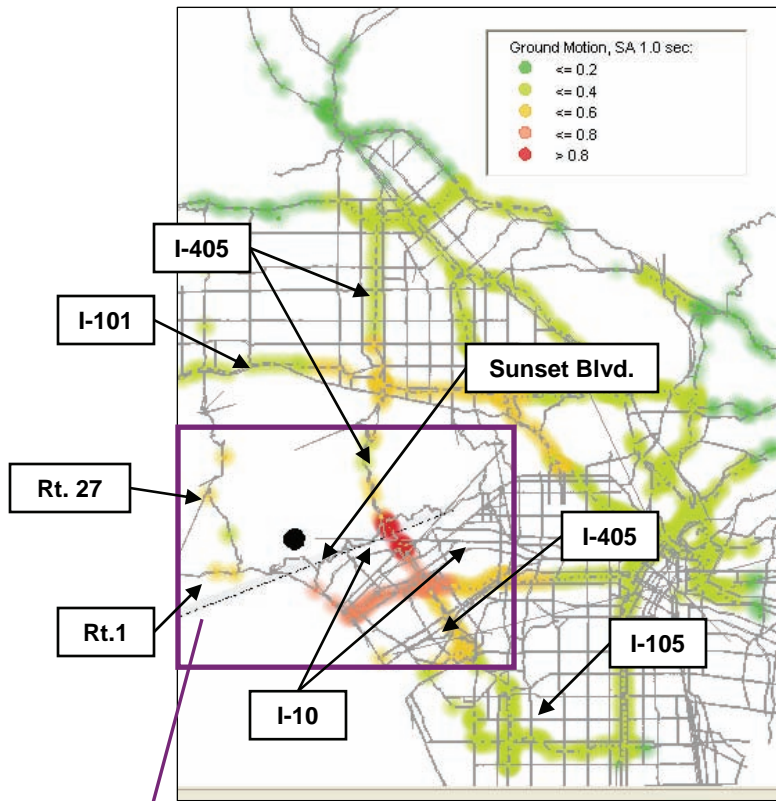 Ground Motion, SA 1.0 sec:
<= 0.2
<= 0.4
<= 0.6
<= 0.8
> 0.8
I-405
I-101
Sunset Blvd.
Rt. 27
I-405
Rt.1
I-105
I-10